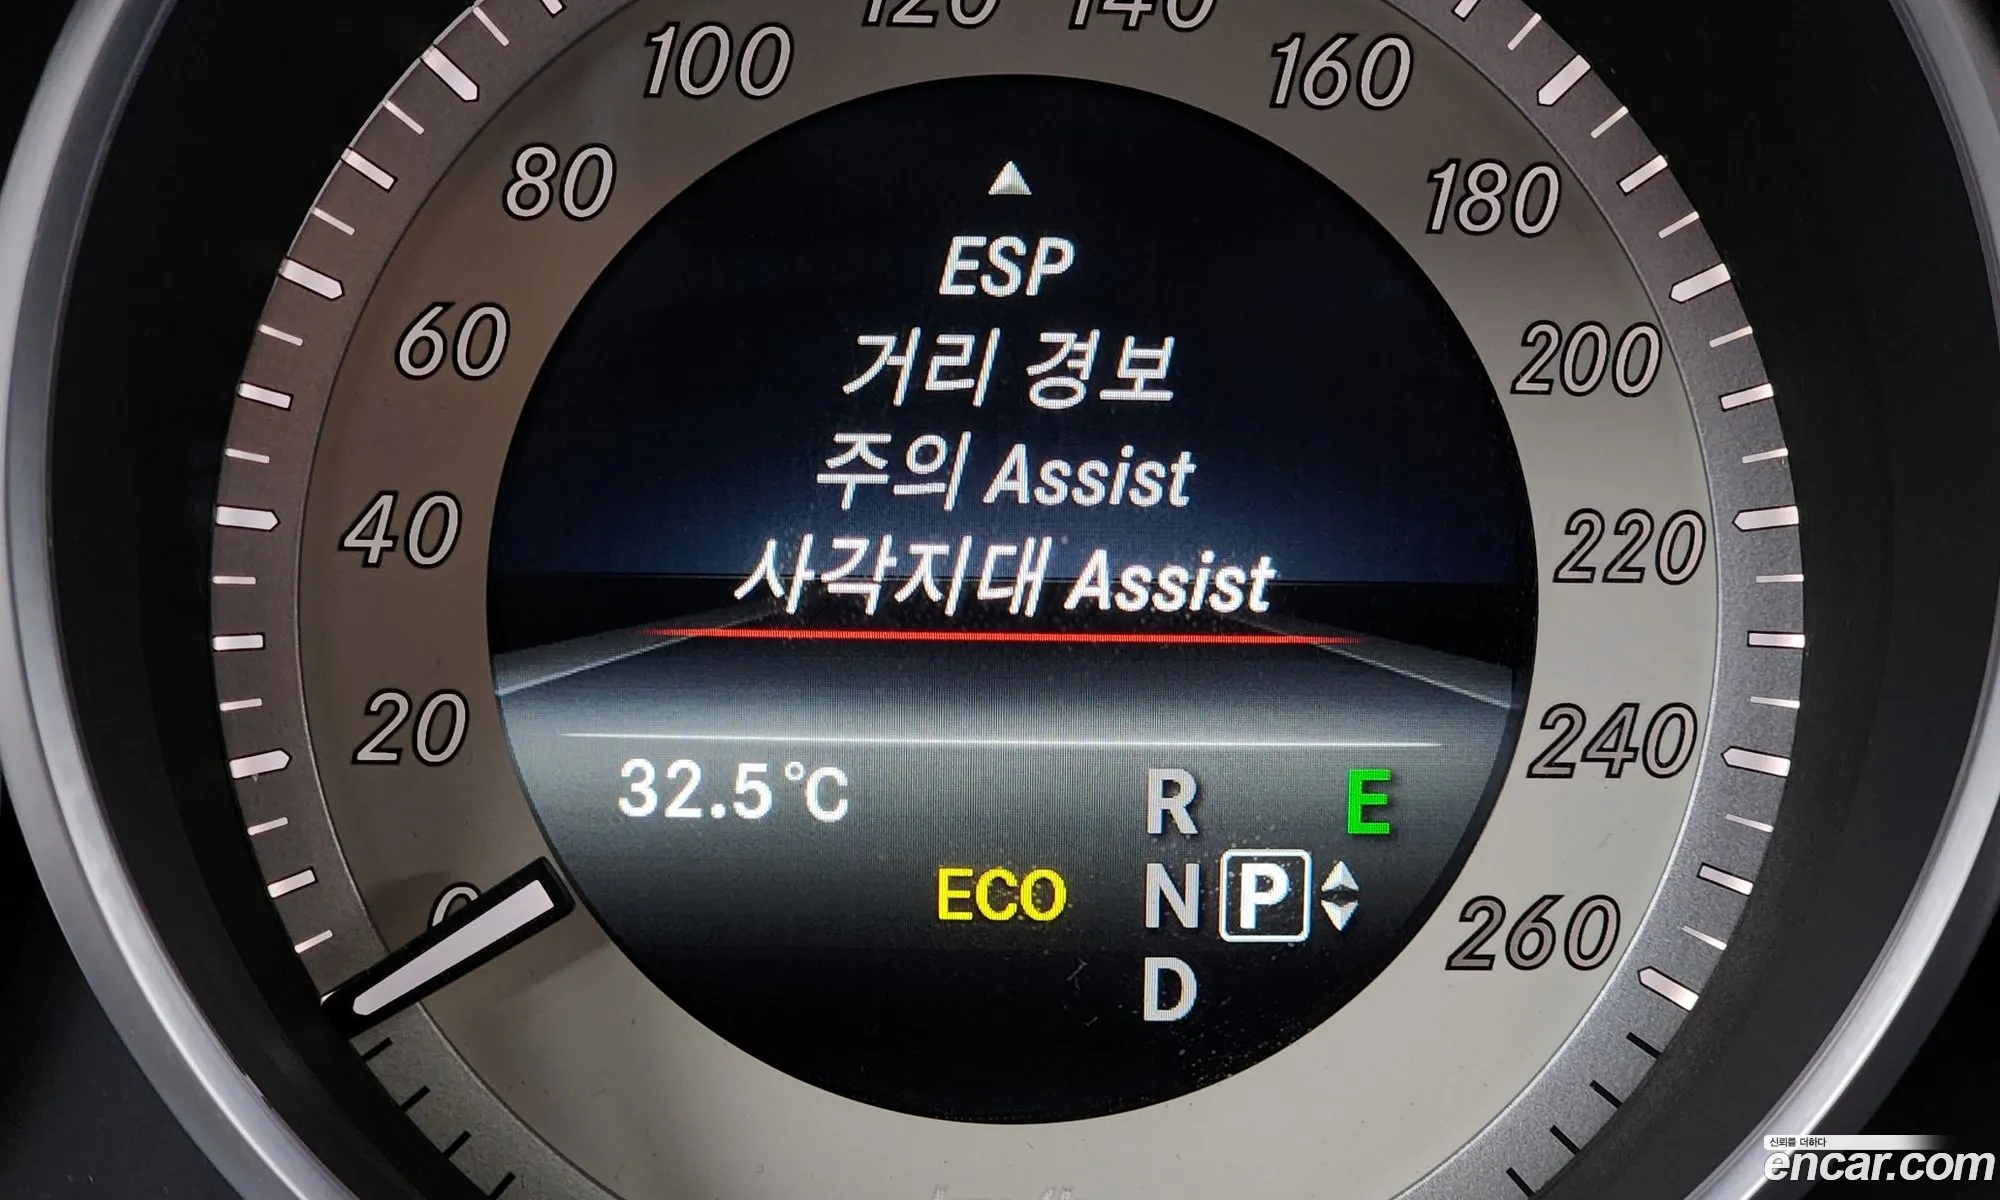 120 140
100 160
80 180
ESP
거리 경보
60 200
주의 Assist
40 220
사각지대 Assist
20 240
32.5°C R E
ECO N P
0 260
D
신뢰를 더하다
encar.com